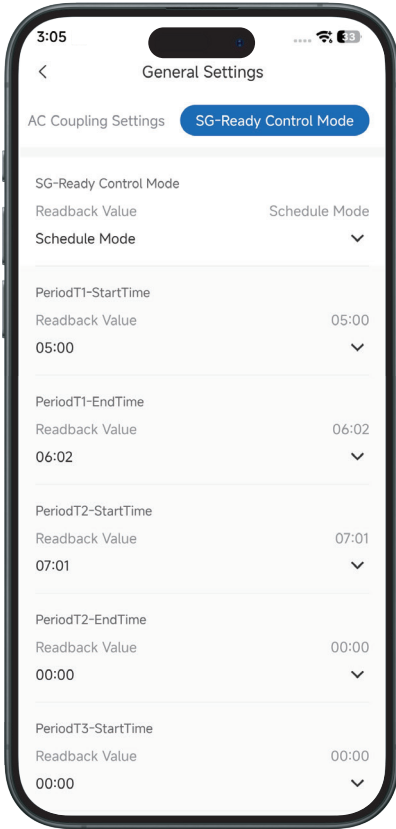 3:05
33
General Settings
AC Coupling Settings SG-Ready Control Mode
SG-Ready Control Mode
Readback Value Schedule Mode
Schedule Mode
PeriodT1-StartTime
Readback Value 05:00
05:00
PeriodT1-EndTime
Readback Value 06:02
06:02
PeriodT2-StartTime
Readback Value 07:01
07:01
PeriodT2-EndTime
Readback Value 00:00
00:00
PeriodT3-StartTime
Readback Value 00:00
00:00